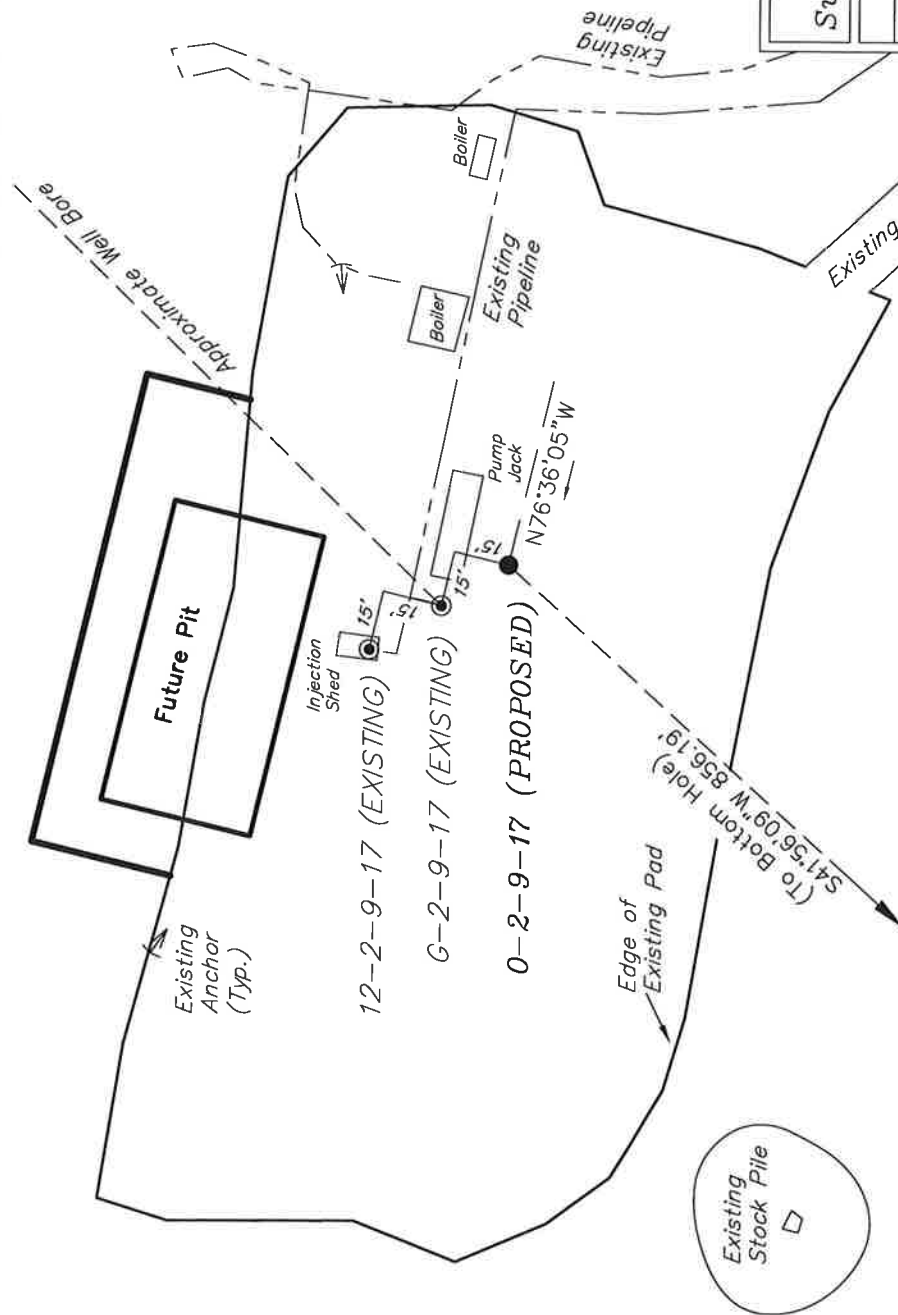 Existing
Pipeline
Approximate Well Bore
Boiler
Boiler
Existing
Pipeline
Existing
Future Pit
Pump
Jack
N76°36'05"W
Injection
Shed
15'
15'
15'
15'
12-2-9-17 (EXISTING)
G-2-9-17 (EXISTING)
O-2-9-17 (PROPOSED)
Existing
Anchor
(Typ.)
Edge of
Existing Pad
S41°56'09"W 856.19'
(To Bottom Hole)
Existing
Stock Pile